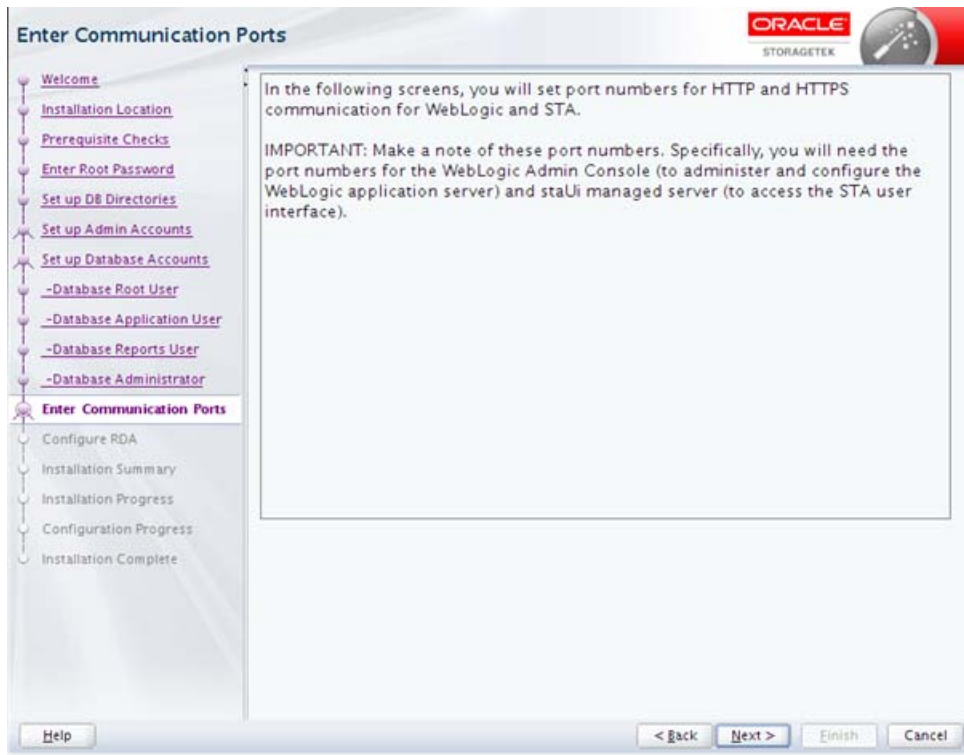 Enter Communication Ports
ORACLE
STORAGETEK
Welcome
Installation Location
Prerequisite Checks
Enter Root Password
Set up DB Directories
Set up Admin Accounts
Set up Database Accounts
-Database Root User
-Database Application User
-Database Reports User
-Database Administrator
Enter Communication Ports
Configure RDA
Installation Summary
Installation Progress
Configuration Progress
Installation Complete
In the following screens, you will set port numbers for HTTP and HTTPS
communication for WebLogic and STA.
IMPORTANT: Make a note of these port numbers. Specifically, you will need the
port numbers for the WebLogic Admin Console (to administer and configure the
WebLogic application server) and staUi managed server (to access the STA user
interface).
Help
< Back
Next >
Finish
Cancel